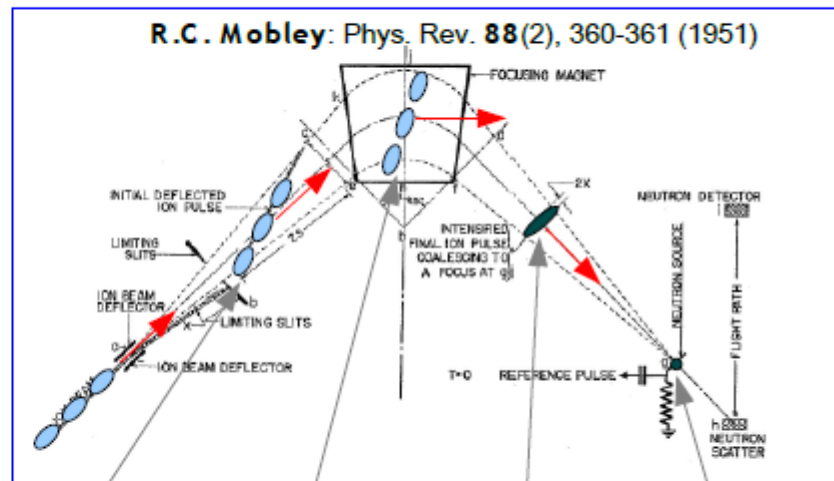 R.C. Mobley: Phys. Rev. 88(2), 360-361 (1951)
FOCUSING MAGNET
INITIAL DEFLECTED
ION PULSE
LIMITING
SLITS
ION BEAM
DEFLECTOR
LIMITING SLITS
ION BEAM DEFLECTOR
INTENSIFIED
FINAL ION PULSE
COALESCING TO
A FOCUS AT g
2X
NEUTRON DETECTOR
NEUTRON SOURCE
FLIGHT PATH
T=0 REFERENCE PULSE
h
NEUTRON
SCATTER
a
b
x
2S
k
j
b